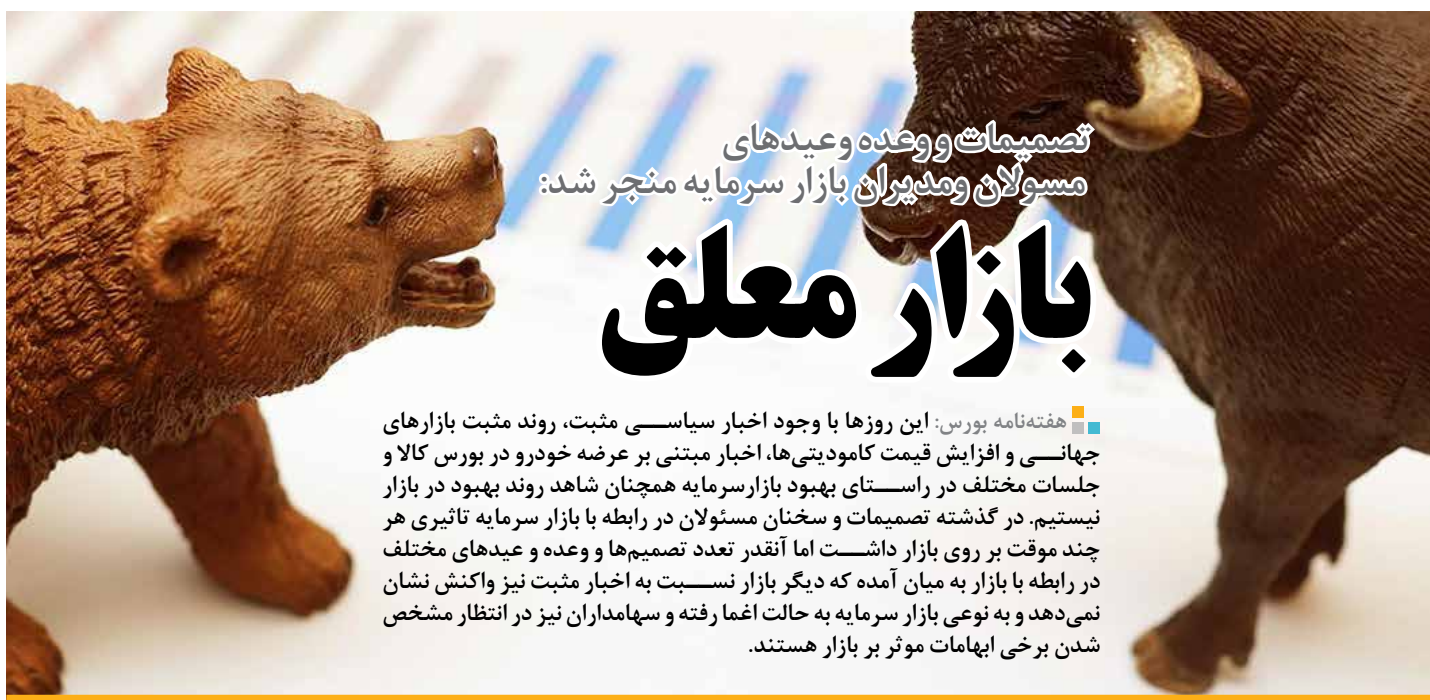 تصمیمات و وعده وعیدهای
مسولان ومدیران بازار سرمایه منجر شد:
بازار معلق
هفته‌نامه بورس: این روزها با وجود اخبار سیاســـی مثبت، روند مثبت بازارهای
جهانـــی و افزایش قیمت کامودیتی‌ها، اخبار مبتنی بر عرضه خودرو در بورس کالا و
جلسات مختلف در راســـتای بهبود بازارسرمایه همچنان شاهد روند بهبود در بازار
نیستیم. در گذشته تصمیمات و سخنان مسئولان در رابطه با بازار سرمایه تاثیری هر
چند موقت بر روی بازار داشـــت اما آنقدر تعدد تصمیم‌ها و وعده و عیدهای مختلف
در رابطه با بازار به میان آمده که دیگر بازار نســـبت به اخبار مثبت نیز واکنش نشان
نمی‌دهد و به نوعی بازار سرمایه به حالت اغما رفته و سهامداران نیز در انتظار مشخص
شدن برخی ابهامات موثر بر بازار هستند.